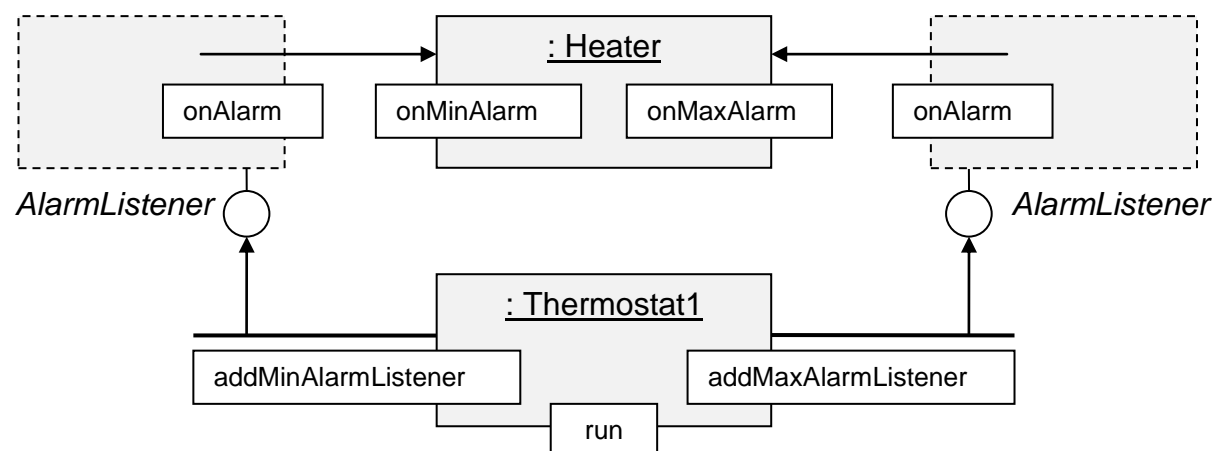 : Heater
onAlarm
onMinAlarm
onMaxAlarm
onAlarm
AlarmListener
AlarmListener
: Thermostat1
addMinAlarmListener
addMaxAlarmListener
run